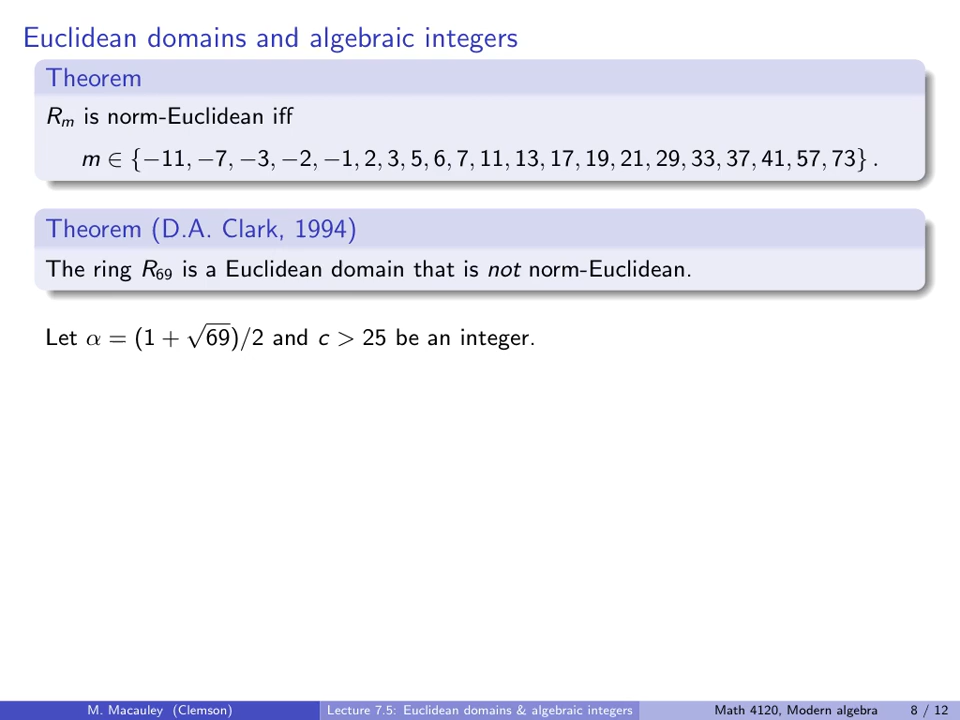 Euclidean domains and algebraic integers
Theorem
Rₘ is norm-Euclidean iff
m ∈ {−11, −7, −3, −2, −1, 2, 3, 5, 6, 7, 11, 13, 17, 19, 21, 29, 33, 37, 41, 57, 73} .
Theorem (D.A. Clark, 1994)
The ring R₆₉ is a Euclidean domain that is not norm-Euclidean.
Let α = (1 + √69)/2 and c > 25 be an integer.
M. Macauley (Clemson) Lecture 7.5: Euclidean domains & algebraic integers Math 4120, Modern algebra 8 / 12